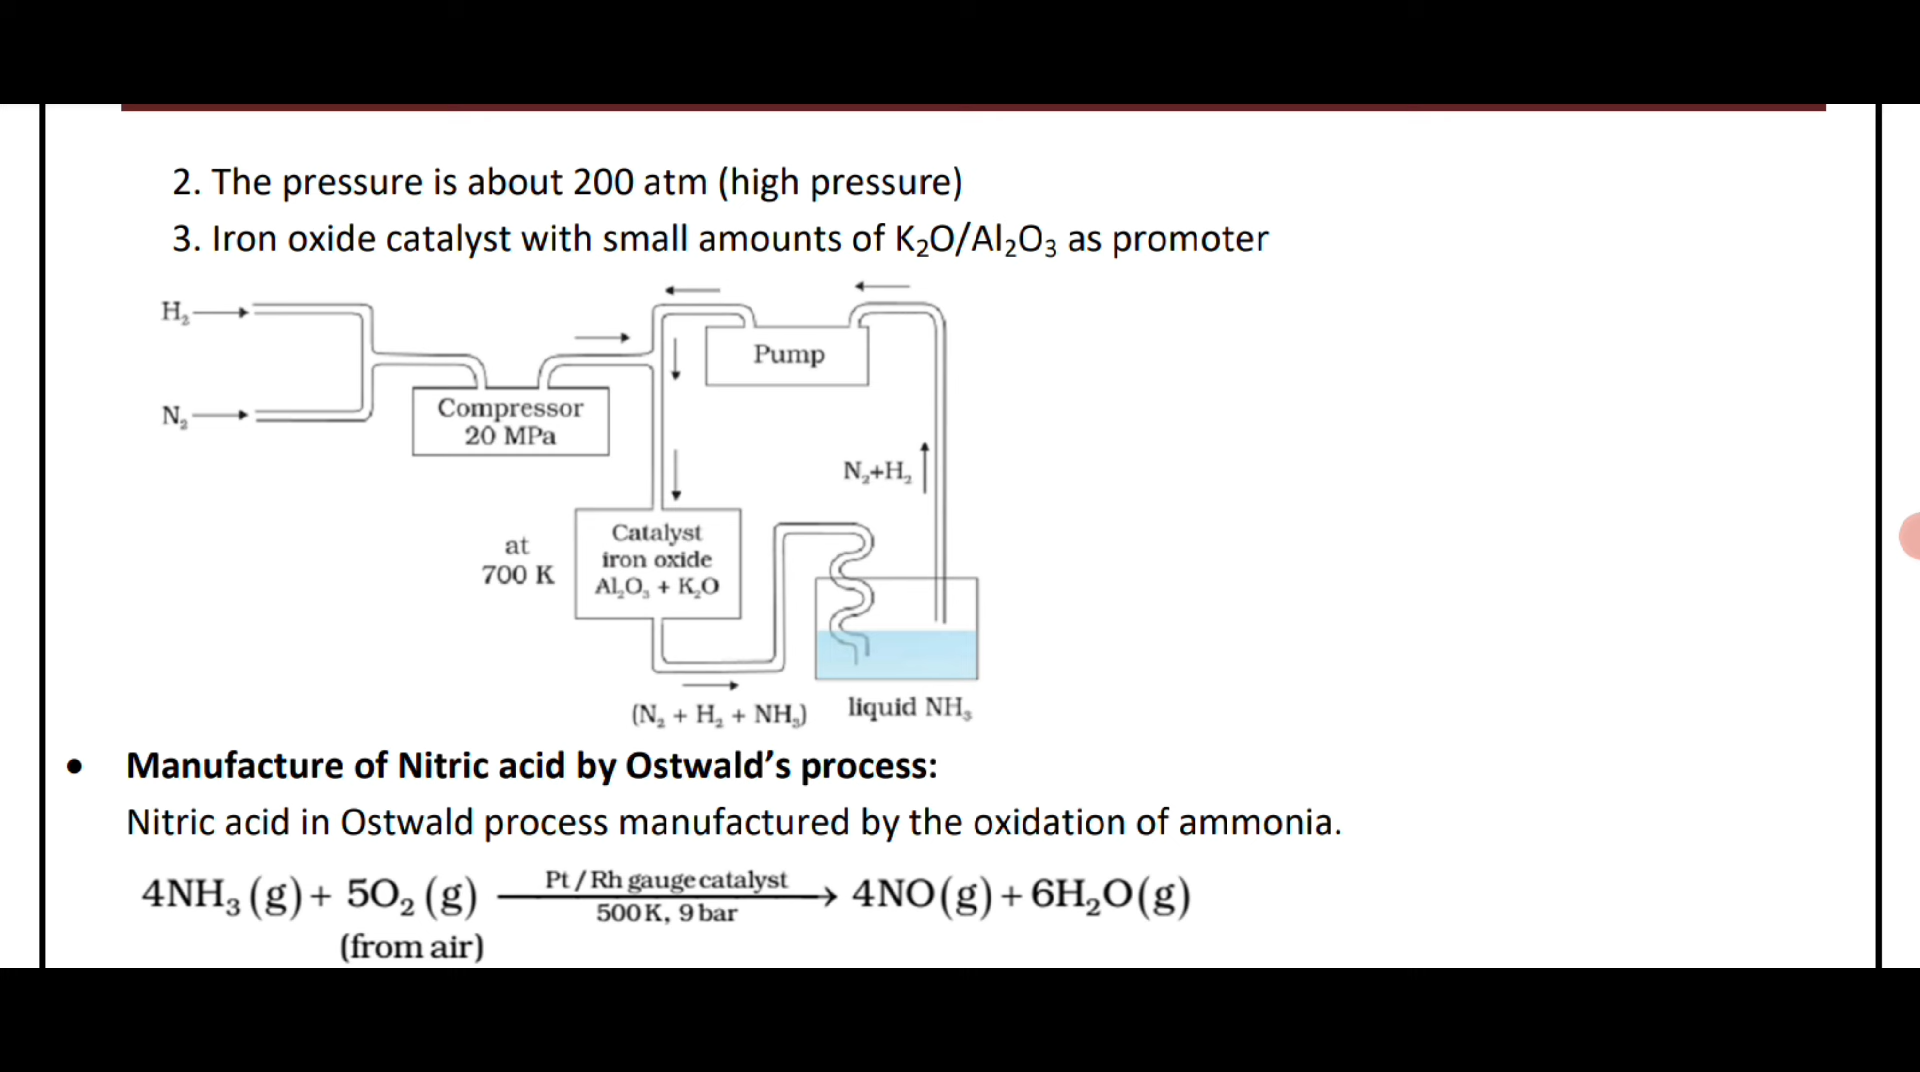 2. The pressure is about 200 atm (high pressure)
3. Iron oxide catalyst with small amounts of K₂O/Al₂O₃ as promoter
H₂
N₂
Compressor
20 MPa
Pump
N₂+H₂
at
700 K
Catalyst
iron oxide
Al₂O₃ + K₂O
(N₂ + H₂ + NH₃)
liquid NH₃
• Manufacture of Nitric acid by Ostwald’s process:
Nitric acid in Ostwald process manufactured by the oxidation of ammonia.
4NH₃ (g) + 5O₂ (g) Pt / Rh gauge catalyst 500 K, 9 bar → 4NO (g) + 6H₂O (g)
(from air)